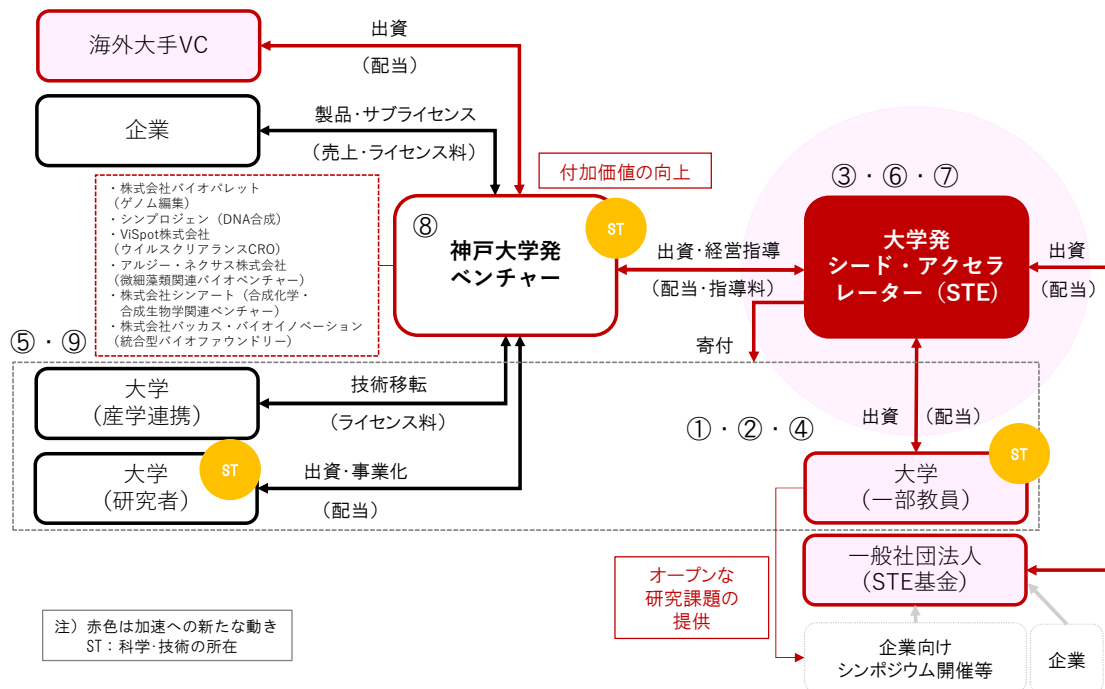 海外大手VC
出資
(配当)
企業
製品・サブライセンス
(売上・ライセンス料)
付加価値の向上
・株式会社バイオパレット
(ゲノム編集)
・シンプロジェン(DNA合成)
・ViSpot株式会社
(ウイルスクリアランスCRO)
・アルジー・ネクサス株式会社
(微細藻類関連バイオベンチャー)
・株式会社シンアート(合成化学・
合成生物学関連ベンチャー)
・株式会社バッカス・バイオイノベーション
(統合型バイオファウンドリー)
⑧
ST
神戸大学発
ベンチャー
出資・経営指導
(配当・指導料)
③・⑥・⑦
大学発
シード・アクセラ
レーター(STE)
出資
(配当)
寄付
⑤・⑨
大学
(産学連携)
技術移転
(ライセンス料)
大学
(研究者)
ST
出資・事業化
(配当)
出資
(配当)
①・②・④
大学
(一部教員)
ST
一般社団法人
(STE基金)
オープンな
研究課題の
提供
企業向け
シンポジウム開催等
企業
注)赤色は加速への新たな動き
ST:科学・技術の所在